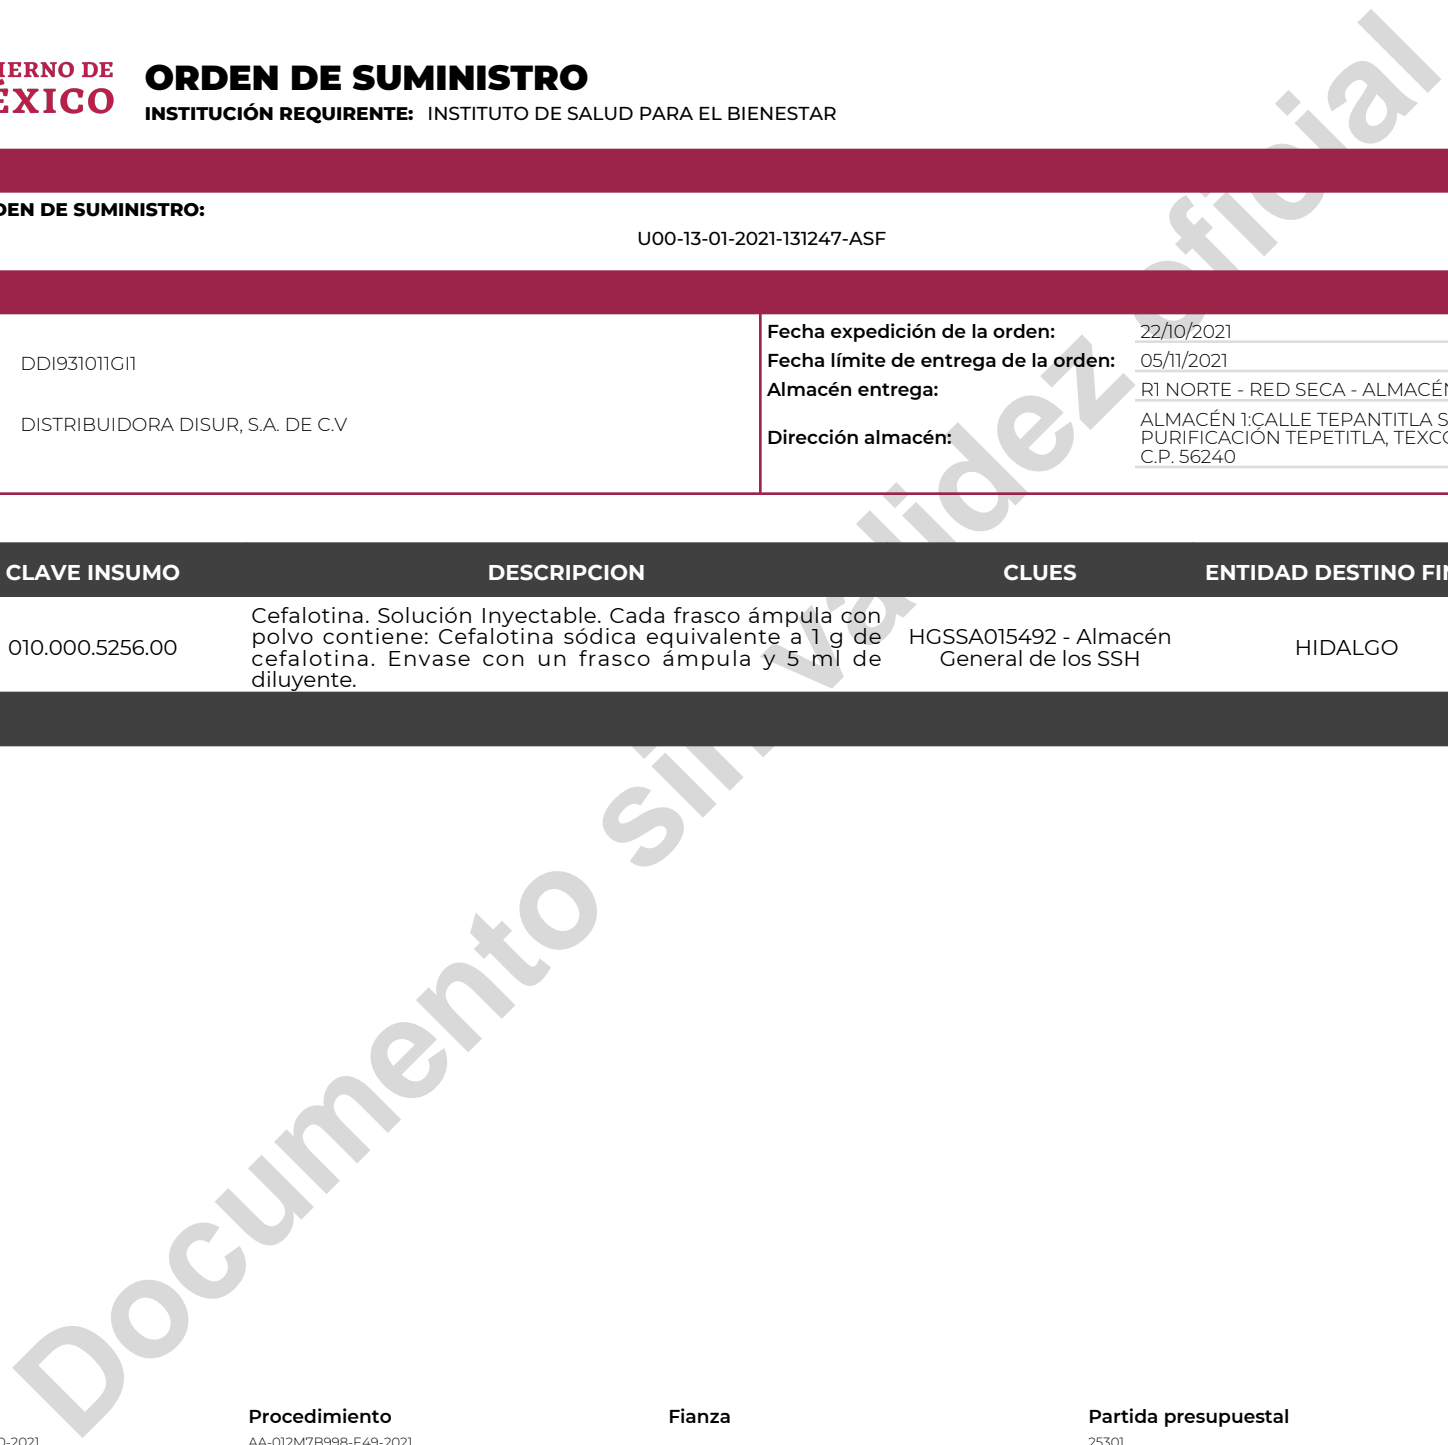 ORDEN DE SUMINISTRO
INSTITUCIÓN REQUIRENTE: INSTITUTO DE SALUD PARA EL BIENESTAR
DE
DE SUMINISTRO:
U00-13-01-2021-131247-ASF
DDI931011GI1
DISTRIBUIDORA DISUR, S.A. DE C.V
Fecha expedición de la orden: 22/10/2021
Fecha límite de entrega de la orden: 05/11/2021
Almacén entrega: R1 NORTE - RED SECA - ALMACÉN
Dirección almacén:
ALMACÉN 1:CALLE TEPANTITLA
PURIFICACIÓN TEPETITLA,
C.P. 56240
CLAVE INSUMO DESCRIPCION CLUES ENTIDAD DESTINO
010.000.5256.00
Cefalotina. Solución Inyectable. Cada frasco ámpula con
polvo contiene: Cefalotina sódica equivalente a 1 g de
cefalotina. Envase con un frasco ámpula y 5 ml de
diluyente.
HGSSA015492 - Almacén
General de los SSH
HIDALGO
Documento sin validez oficial
Procedimiento Fianza Partida presupuestal
AA-012M7B998-E49-2021 25301